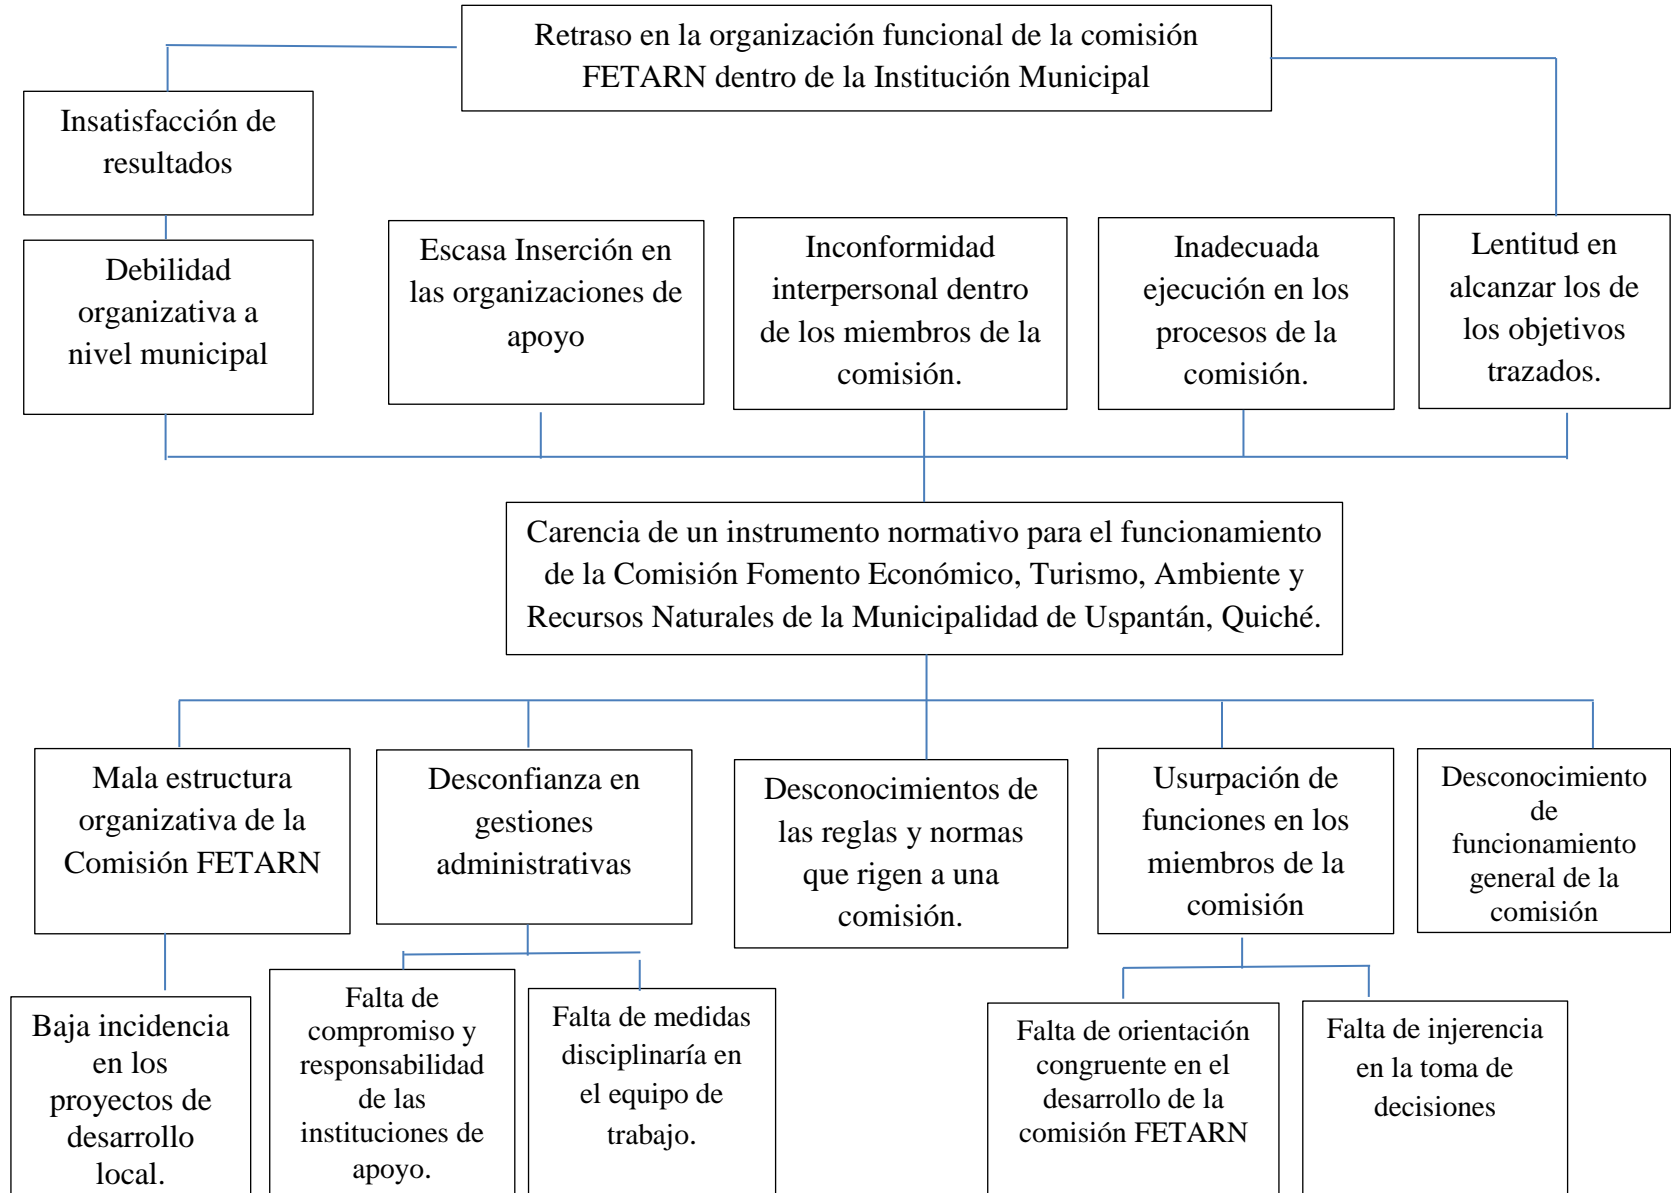 Retraso en la organización funcional de la comisión
FETARN dentro de la Institución Municipal
Insatisfacción de
resultados
Debilidad
organizativa a
nivel municipal
Escasa Inserción en
las organizaciones de
apoyo
Inconformidad
interpersonal dentro
de los miembros de la
comisión.
Inadecuada
ejecución en los
procesos de la
comisión.
Lentitud en
alcanzar los de
los objetivos
trazados.
Carencia de un instrumento normativo para el funcionamiento
de la Comisión Fomento Económico, Turismo, Ambiente y
Recursos Naturales de la Municipalidad de Uspantán, Quiché.
Mala estructura
organizativa de la
Comisión FETARN
Desconfianza en
gestiones
administrativas
Desconocimientos de
las reglas y normas
que rigen a una
comisión.
Usurpación de
funciones en los
miembros de la
comisión
Desconocimiento
de
funcionamiento
general de la
comisión
Baja incidencia
en los
proyectos de
desarrollo
local.
Falta de
compromiso y
responsabilidad
de las
instituciones de
apoyo.
Falta de medidas
disciplinaría en
el equipo de
trabajo.
Falta de orientación
congruente en el
desarrollo de la
comisión FETARN
Falta de injerencia
en la toma de
decisiones